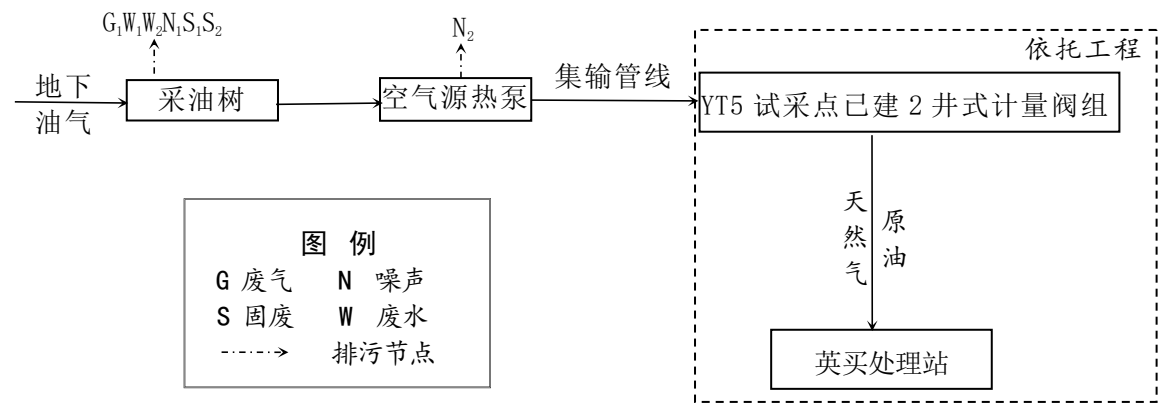 G₁W₁W₂N₁S₁S₂
N₂
依托工程
地下
油气
采油树
空气源热泵
集输管线
YT5 试采点已建 2 井式计量阀组
天然气
原油
图 例
G 废气 N 噪声
S 固废 W 废水
排污节点
英买处理站